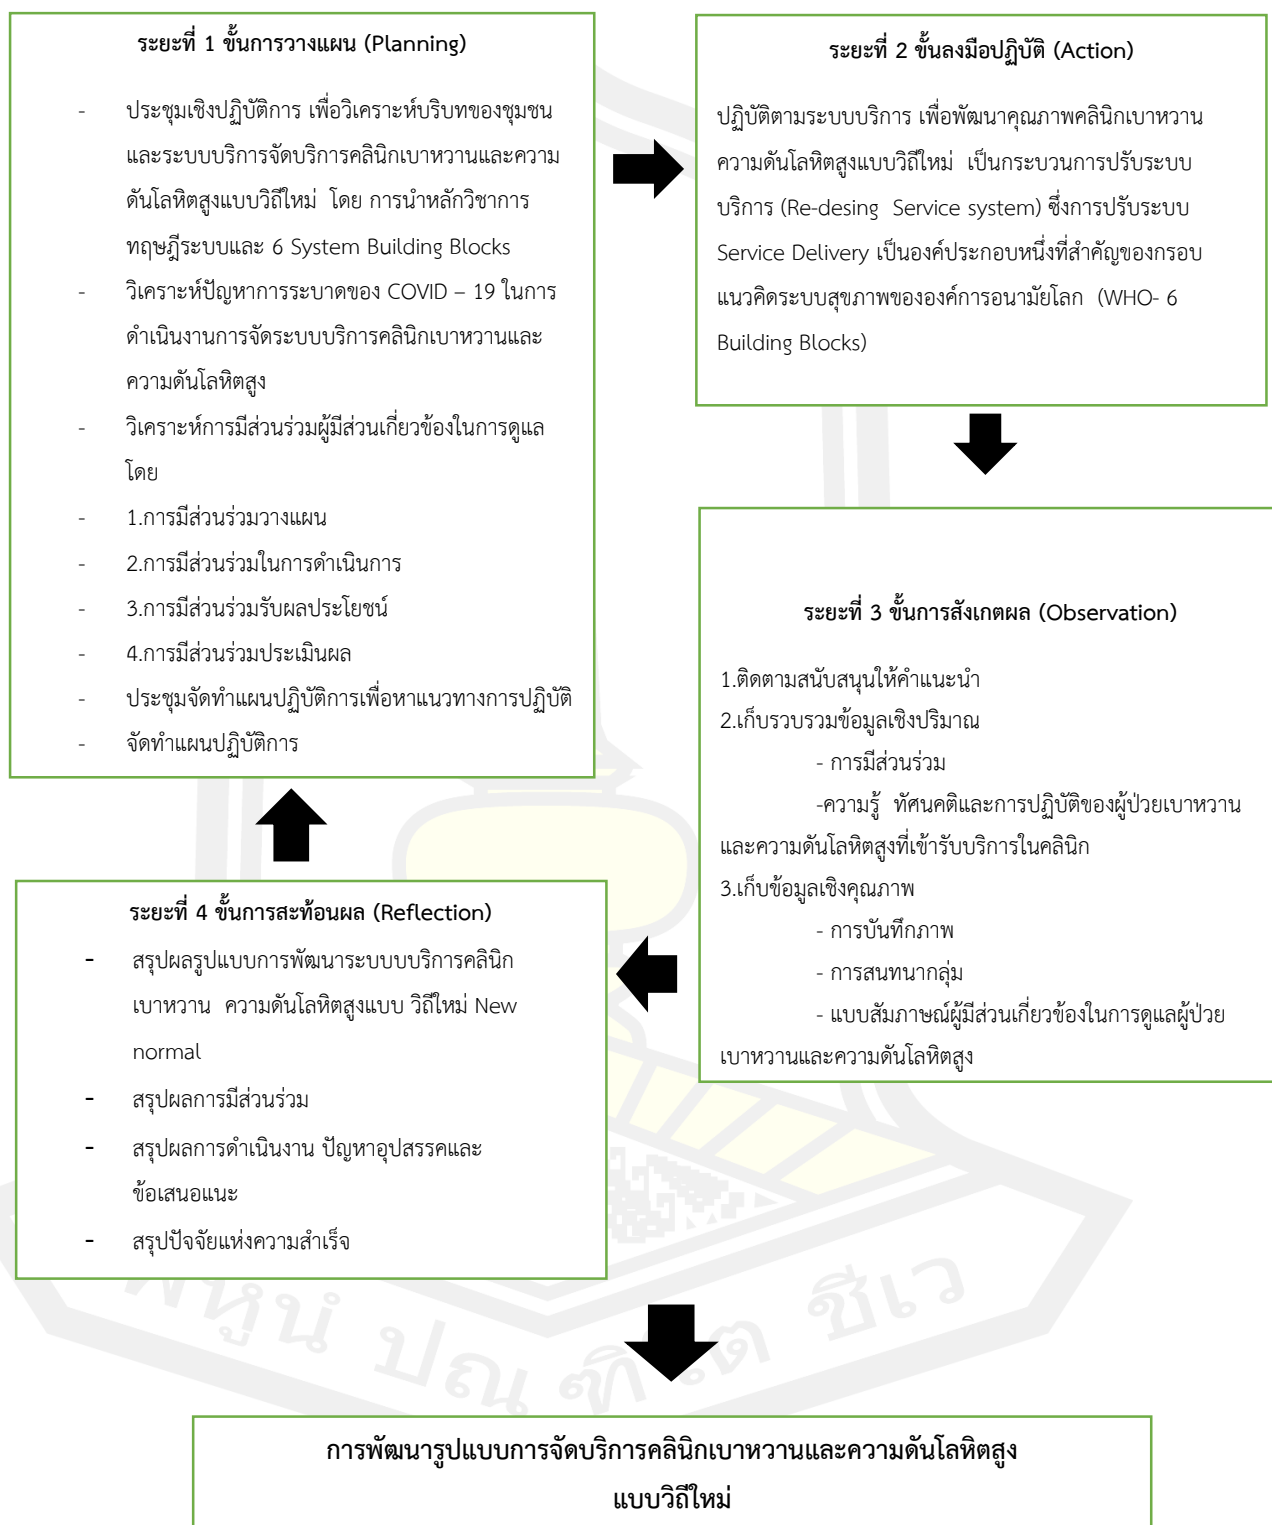 ระยะที่ 1 ขั้นการวางแผน (Planning)
- ประชุมเชิงปฏิบัติการ เพื่อวิเคราะห์บริบทของชุมชน
และระบบบริการจัดบริการคลินิกเบาหวานและความ
ดันโลหิตสูงแบบวิถีใหม่ โดย การนำหลักวิชาการ
ทฤษฎีระบบและ 6 System Building Blocks
- วิเคราะห์ปัญหาการระบาดของ COVID – 19 ในการ
ดำเนินงานการจัดระบบบริการคลินิกเบาหวานและ
ความดันโลหิตสูง
- วิเคราะห์การมีส่วนร่วมผู้มีส่วนเกี่ยวข้องในการดูแล
โดย
- 1.การมีส่วนร่วมวางแผน
- 2.การมีส่วนร่วมในการดำเนินการ
- 3.การมีส่วนร่วมรับผลประโยชน์
- 4.การมีส่วนร่วมประเมินผล
- ประชุมจัดทำแผนปฏิบัติการเพื่อหาแนวทางการปฏิบัติ
- จัดทำแผนปฏิบัติการ
ระยะที่ 2 ขั้นลงมือปฏิบัติ (Action)
ปฏิบัติตามระบบบริการ เพื่อพัฒนาคุณภาพคลินิกเบาหวาน
ความดันโลหิตสูงแบบวิถีใหม่ เป็นกระบวนการปรับระบบ
บริการ (Re-desing Service system) ซึ่งการปรับระบบ
Service Delivery เป็นองค์ประกอบหนึ่งที่สำคัญของกรอบ
แนวคิดระบบสุขภาพขององค์การอนามัยโลก (WHO- 6
Building Blocks)
ระยะที่ 3 ขั้นการสังเกตผล (Observation)
1.ติดตามสนับสนุนให้คำแนะนำ
2.เก็บรวบรวมข้อมูลเชิงปริมาณ
- การมีส่วนร่วม
-ความรู้ ทัศนคติและการปฏิบัติของผู้ป่วยเบาหวาน
และความดันโลหิตสูงที่เข้ารับบริการในคลินิก
3.เก็บข้อมูลเชิงคุณภาพ
- การบันทึกภาพ
- การสนทนากลุ่ม
- แบบสัมภาษณ์ผู้มีส่วนเกี่ยวข้องในการดูแลผู้ป่วย
เบาหวานและความดันโลหิตสูง
ระยะที่ 4 ขั้นการสะท้อนผล (Reflection)
- สรุปผลรูปแบบการพัฒนาระบบบบริการคลินิก
เบาหวาน ความดันโลหิตสูงแบบ วิถีใหม่ New
normal
- สรุปผลการมีส่วนร่วม
- สรุปผลการดำเนินงาน ปัญหาอุปสรรคและ
ข้อเสนอแนะ
- สรุปปัจจัยแห่งความสำเร็จ
พหูนํ ปณฺฑิโต ชีเว
การพัฒนารูปแบบการจัดบริการคลินิกเบาหวานและความดันโลหิตสูง
แบบวิถีใหม่